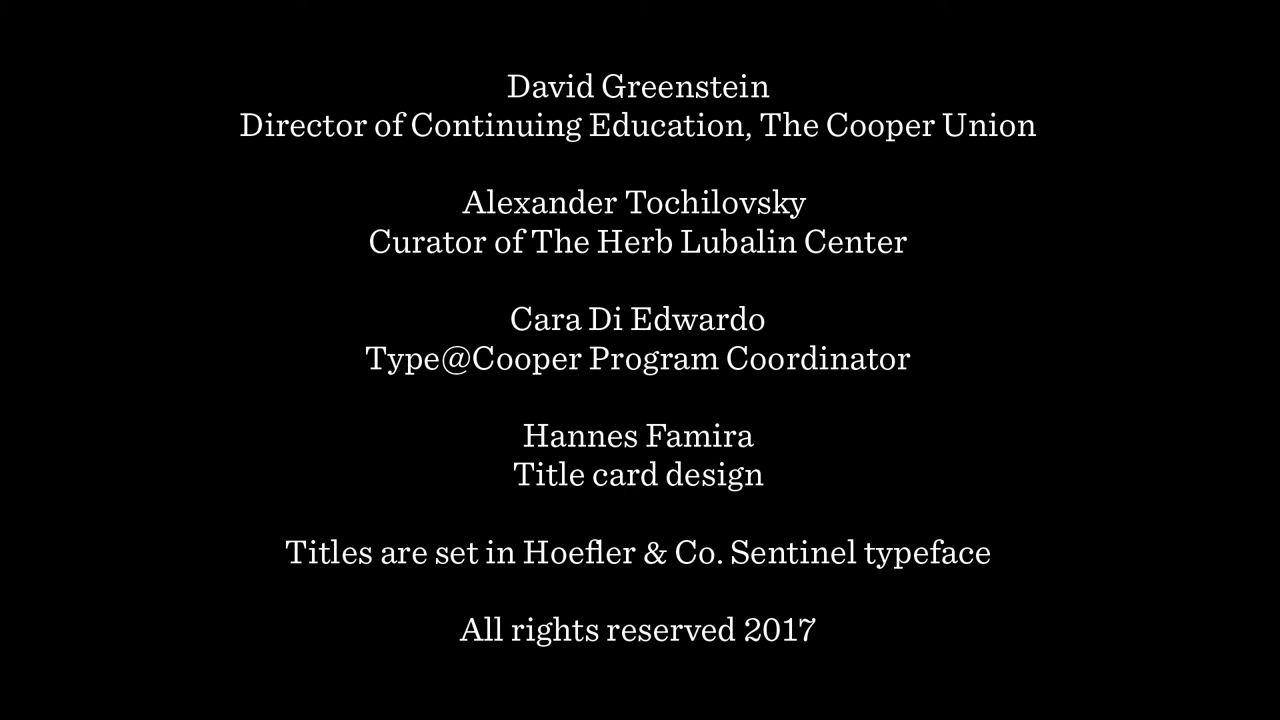 David Greenstein
Director of Continuing Education, The Cooper Union
Alexander Tochilovsky
Curator of The Herb Lubalin Center
Cara Di Edwardo
Type@Cooper Program Coordinator
Hannes Famira
Title card design
Titles are set in Hoefler & Co. Sentinel typeface
All rights reserved 2017